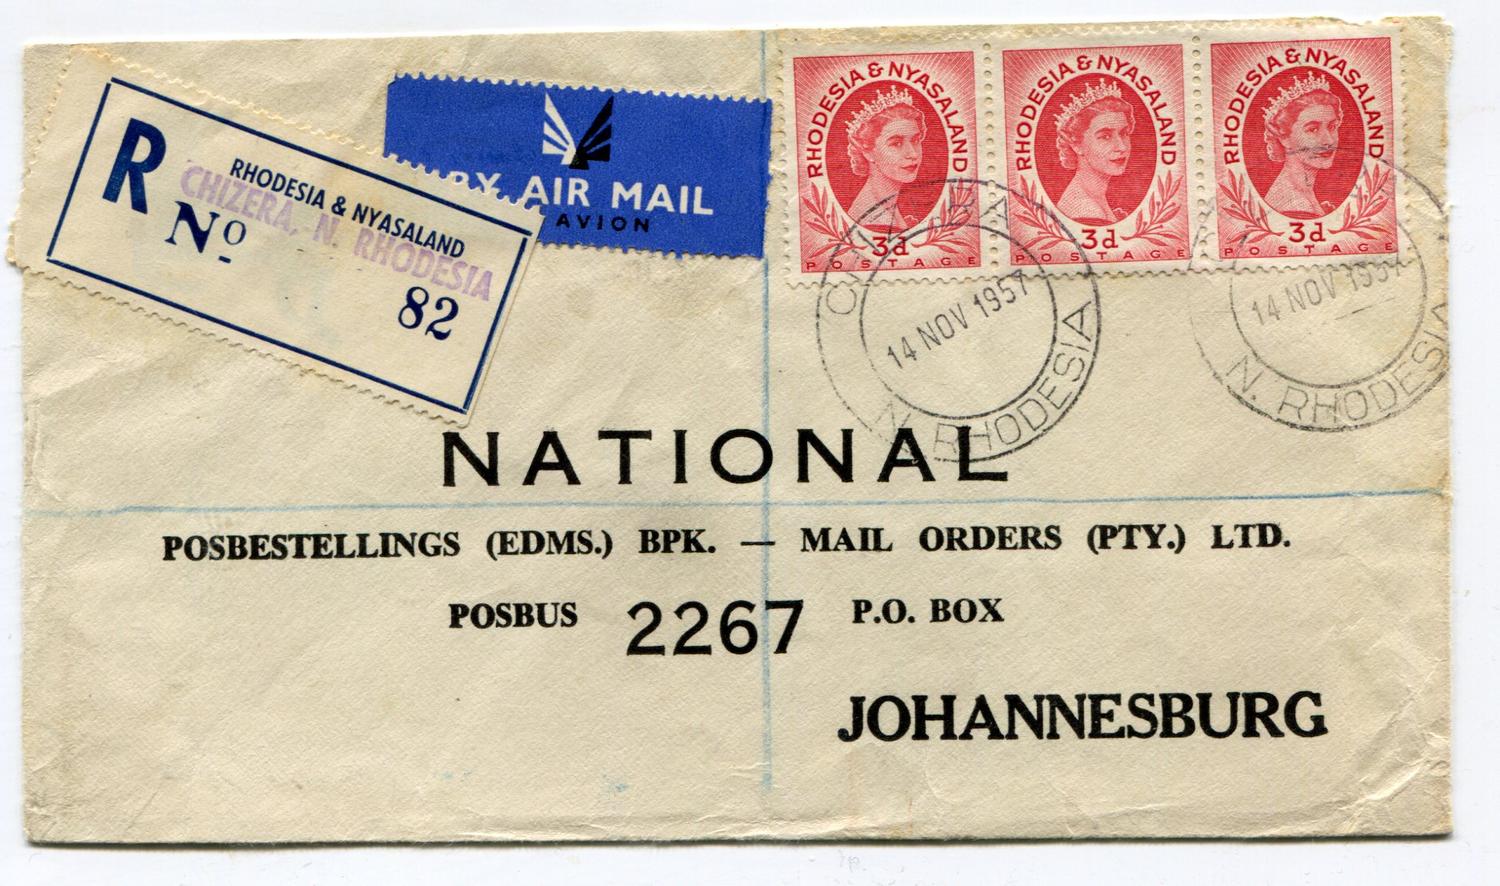 R
RHODESIA & NYASALAND
CHIZERA, N. RHODESIA
No
82
BY AIR MAIL
AVION
RHODESIA & NYASALAND
3d
POSTAGE
RHODESIA & NYASALAND
3d
POSTAGE
RHODESIA & NYASALAND
3d
POSTAGE
14 NOV 1957
N. RHODESIA
14 NOV 1957
N. RHODESIA
NATIONAL
POSBESTELLINGS (EDMS.) BPK. — MAIL ORDERS (PTY.) LTD.
POSBUS 2267 P.O. BOX
JOHANNESBURG